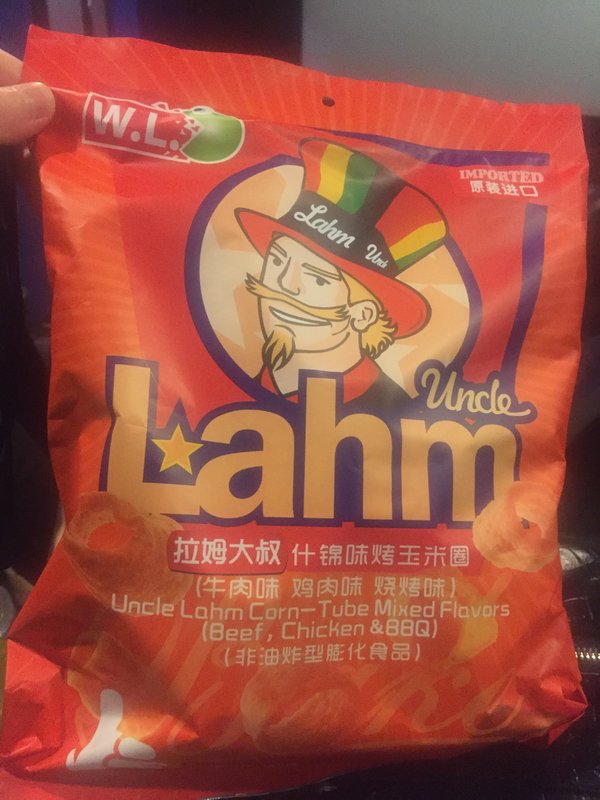 W.L.
IMPORTED
原装进口
Lahm Uncle
Uncle
Lahm
拉姆大叔 什锦味烤玉米圈
(牛肉味 鸡肉味 烧烤味)
Uncle Lahm Corn-Tube Mixed Flavors
(Beef, Chicken &BBQ)
(非油炸型膨化食品)